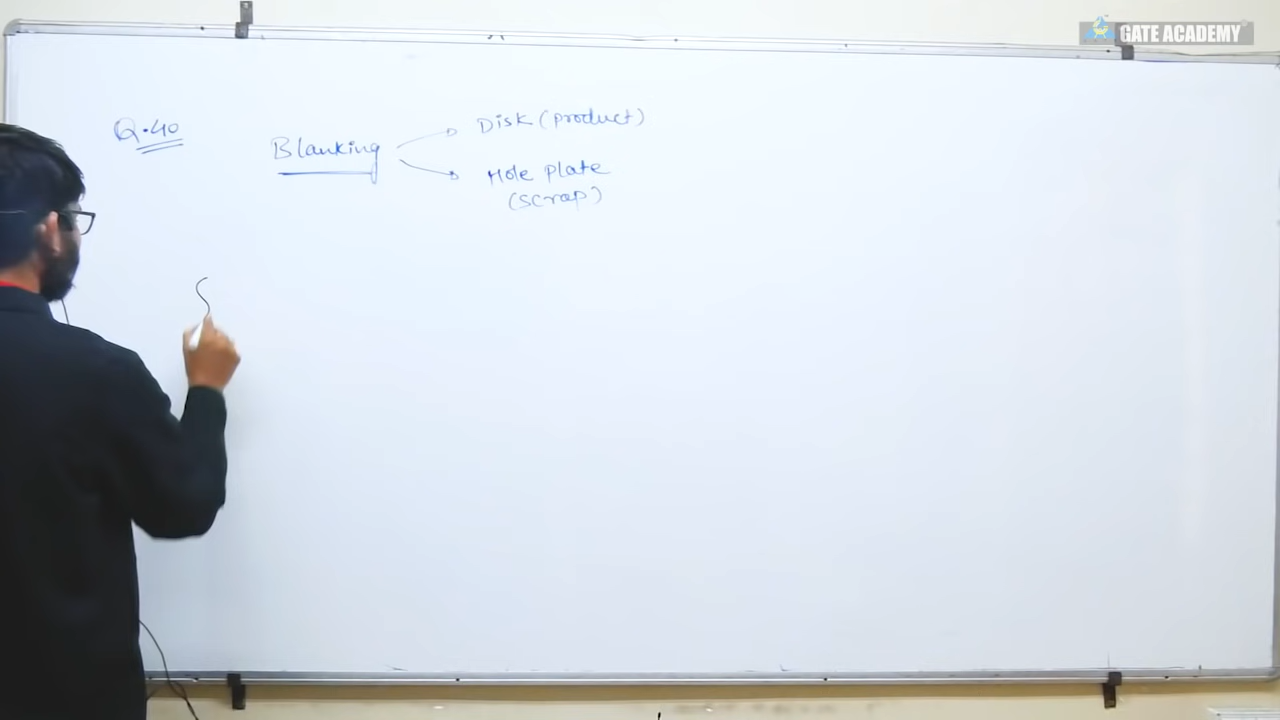 GATE ACADEMY
Q.40
Blanking
Disk (product)
Hole plate
(scrap)